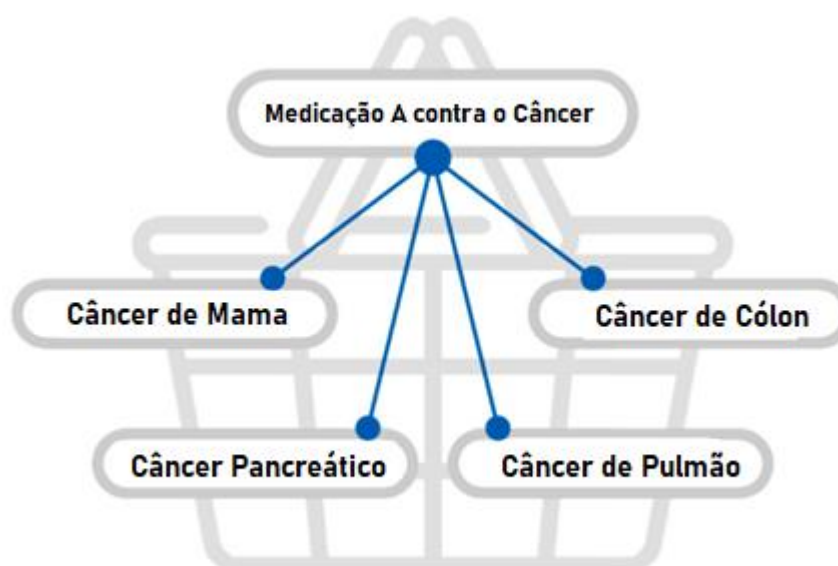 Medicação A contra o Câncer
Câncer de Mama
Câncer de Cólon
Câncer Pancreático
Câncer de Pulmão